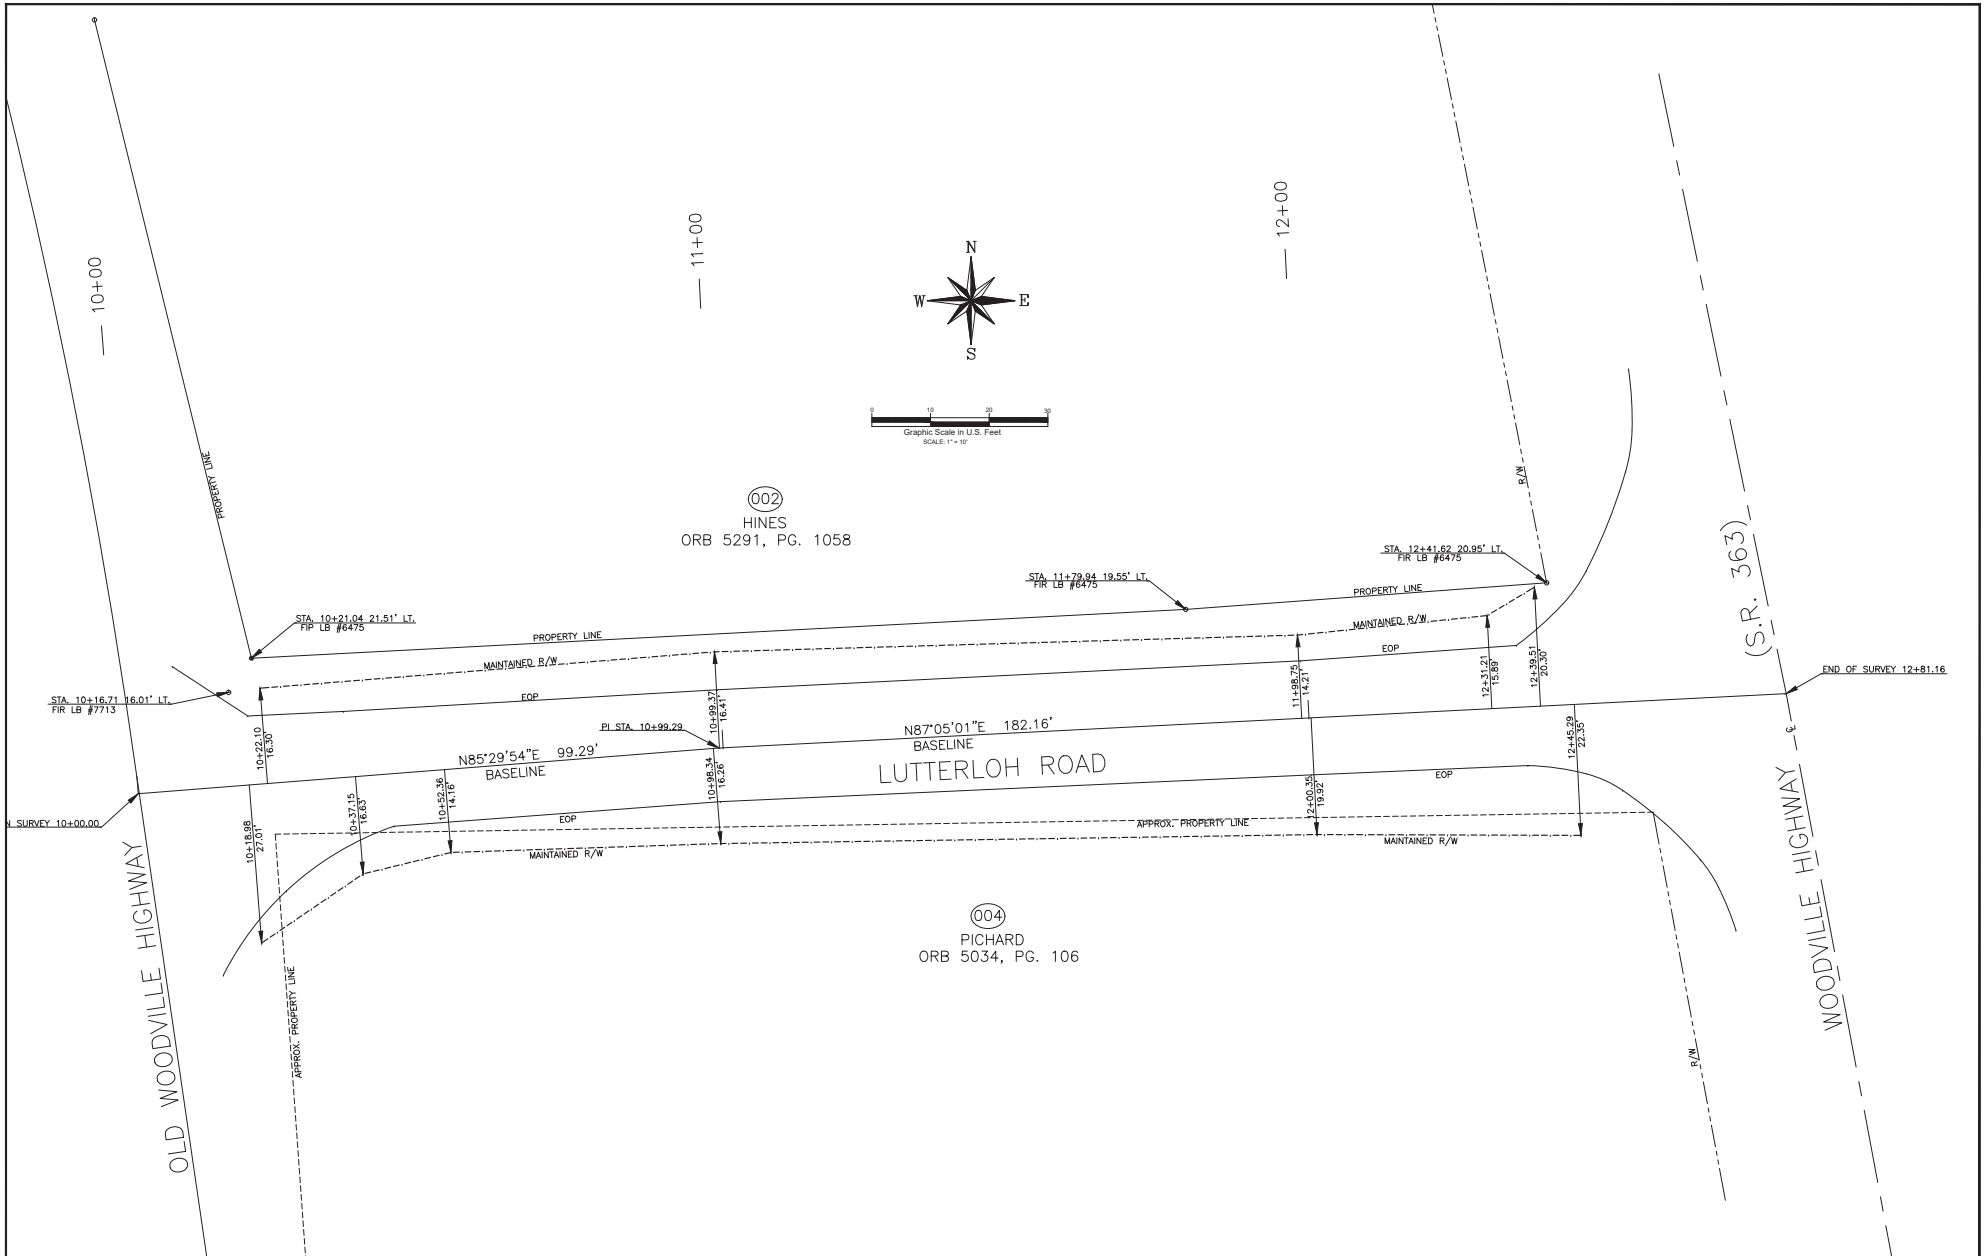 10+00
11+00
12+00
N
W
E
S
0 10 20 30
Graphic Scale in U.S. Feet
SCALE: 1" = 10'
PROPERTY LINE
R/W
002
HINES
ORB 5291, PG. 1058
(S.R. 363)
STA. 12+41.62 20.95' LT.
FIR LB #6475
STA. 11+79.94 19.55' LT.
FIR LB #6475
PROPERTY LINE
STA. 10+21.04 21.51' LT.
FIP LB #6475
PROPERTY LINE
MAINTAINED R/W
MAINTAINED R/W
EOP
EOP
STA. 10+16.71 16.01' LT.
FIR LB #7713
END OF SURVEY 12+81.16
10+22.10
16.30'
10+99.37
16.41'
11+98.75
14.21'
12+31.21
15.89'
12+39.51
20.30'
PI STA. 10+99.29
N85°29'54"E 99.29'
BASELINE
N87°05'01"E 182.16'
BASELINE
LUTTERLOH ROAD
℄
N SURVEY 10+00.00
10+18.98
27.01'
10+37.15
16.63'
10+52.36
14.16'
10+98.34
16.26'
12+00.35
19.92'
12+45.29
22.35'
EOP
EOP
APPROX. PROPERTY LINE
MAINTAINED R/W
MAINTAINED R/W
OLD WOODVILLE HIGHWAY
WOODVILLE HIGHWAY
004
PICHARD
ORB 5034, PG. 106
APPROX. PROPERTY LINE
R/W